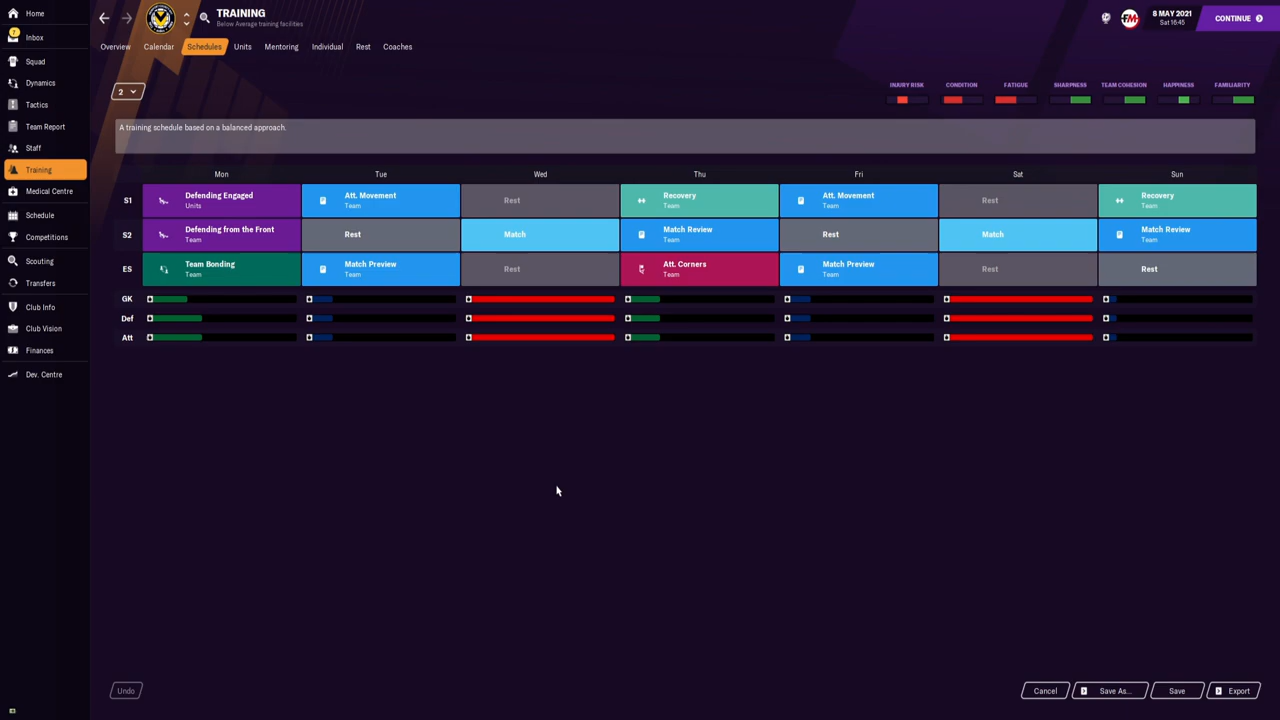 Home
Inbox
7
Squad
Dynamics
Tactics
Team Report
Staff
Training
Medical Centre
Schedule
Competitions
Scouting
Transfers
Club Info
Club Vision
Finances
Dev. Centre
TRAINING
Below Average training facilities
FM
8 MAY 2021
Sat 16:45
CONTINUE
Overview Calendar Schedules Units Mentoring Individual Rest Coaches
2
INJURY RISK CONDITION FATIGUE SHARPNESS TEAM COHESION HAPPINESS FAMILIARITY
A training schedule based on a balanced approach.
Mon Tue Wed Thu Fri Sat Sun
S1 Defending Engaged Att. Movement Rest Recovery Att. Movement Rest Recovery
Units Team Team Team Team
S2 Defending from the Front Rest Match Match Review Rest Match Match Review
Team Team Team
ES Team Bonding Match Preview Rest Att. Corners Match Preview Rest Rest
Team Team Team Team
GK
Def
Att
Undo Cancel Save As... Save Export